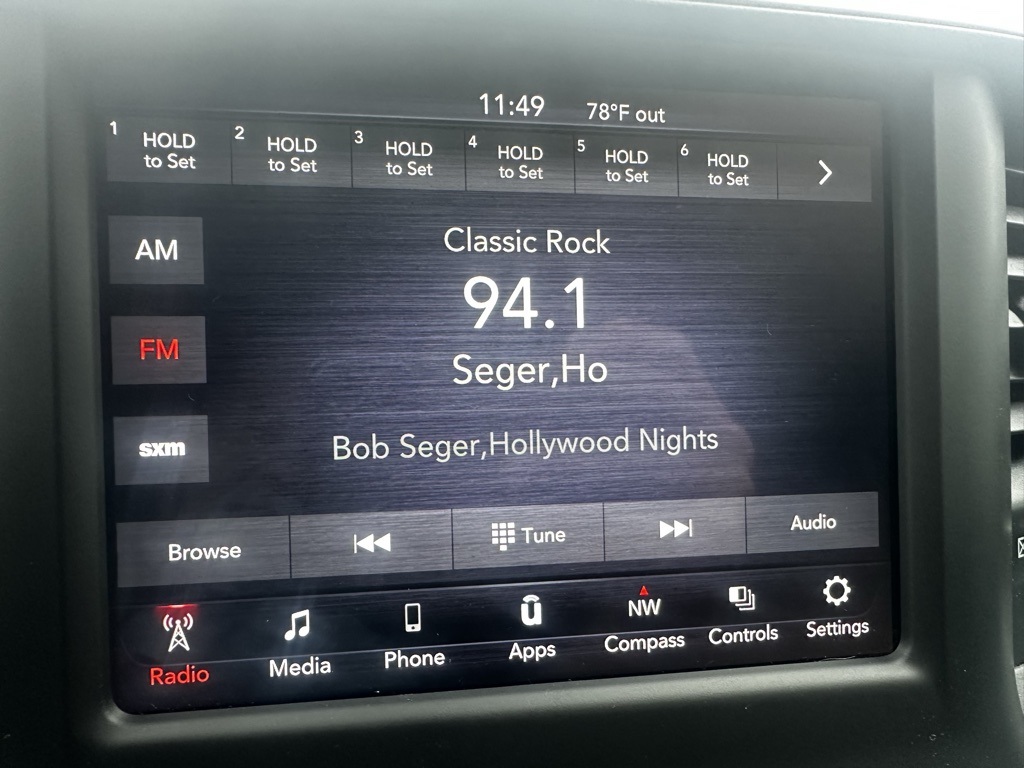 11:49 78°F out
1 HOLD to Set
2 HOLD to Set
3 HOLD to Set
4 HOLD to Set
5 HOLD to Set
6 HOLD to Set
AM
Classic Rock
94.1
FM
Seger,Ho
sxm
Bob Seger,Hollywood Nights
Browse Tune Audio
NW
Radio Media Phone Apps Compass Controls Settings